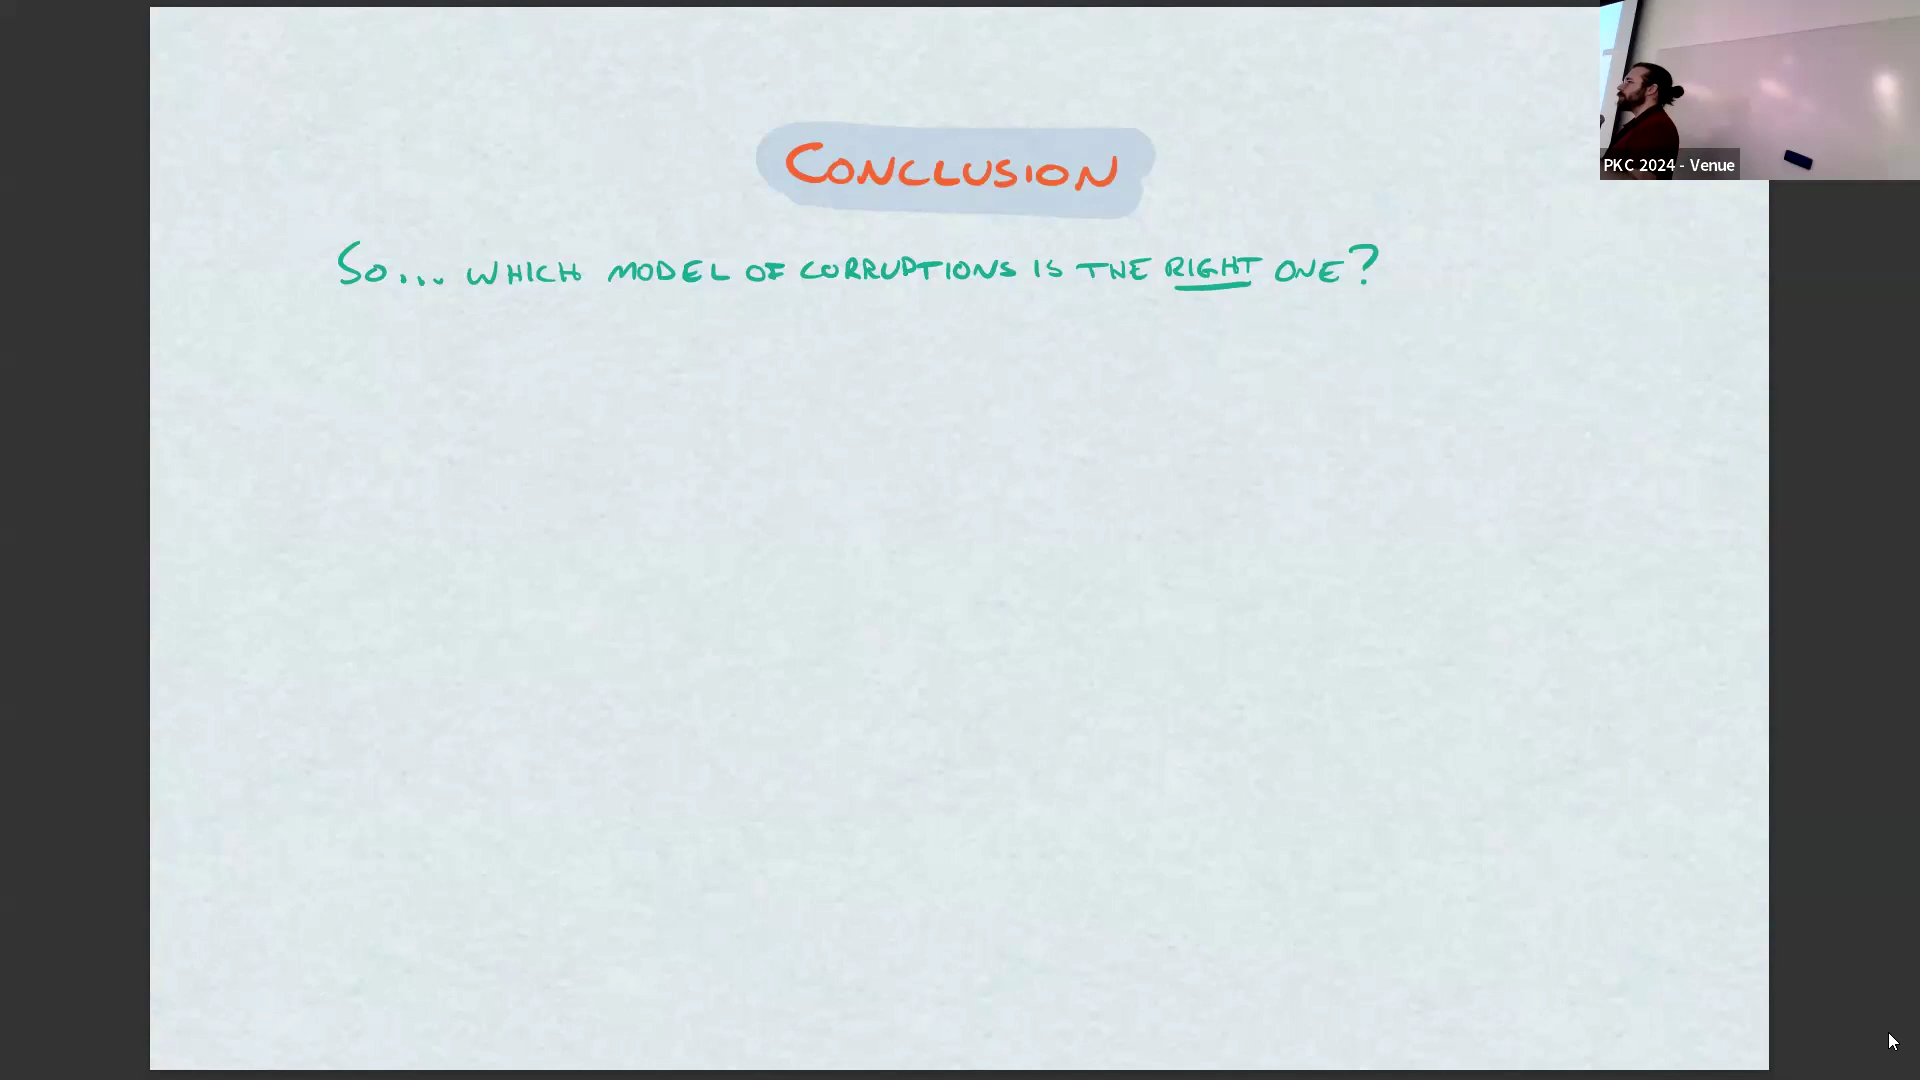 CONCLUSION
SO... WHICH MODEL OF CORRUPTIONS IS THE RIGHT ONE?
PKC 2024 - Venue